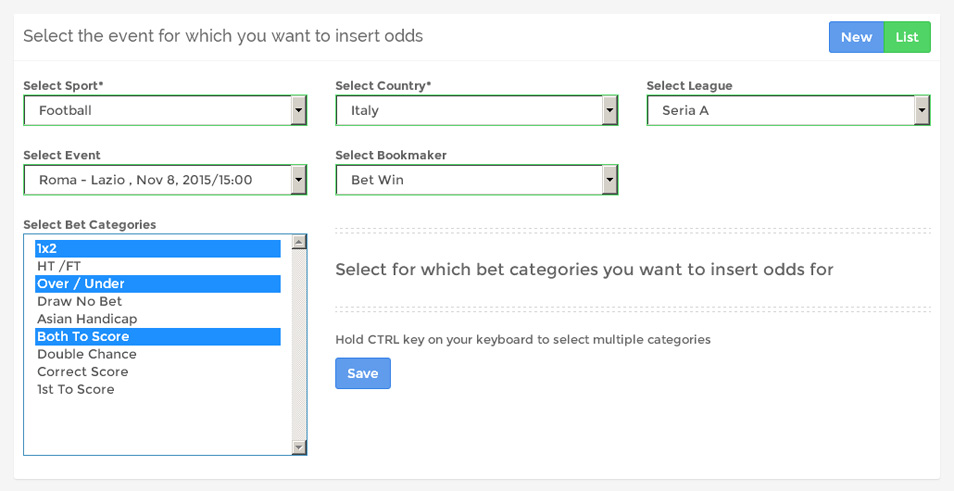 Select the event for which you want to insert odds
New
List
Select Sport*
Select Country*
Select League
Football
Italy
Seria A
Select Event
Select Bookmaker
Roma - Lazio , Nov 8, 2015/15:00
Bet Win
Select Bet Categories
1x2
HT /FT
Over / Under
Draw No Bet
Asian Handicap
Both To Score
Double Chance
Correct Score
1st To Score
Select for which bet categories you want to insert odds for
Hold CTRL key on your keyboard to select multiple categories
Save